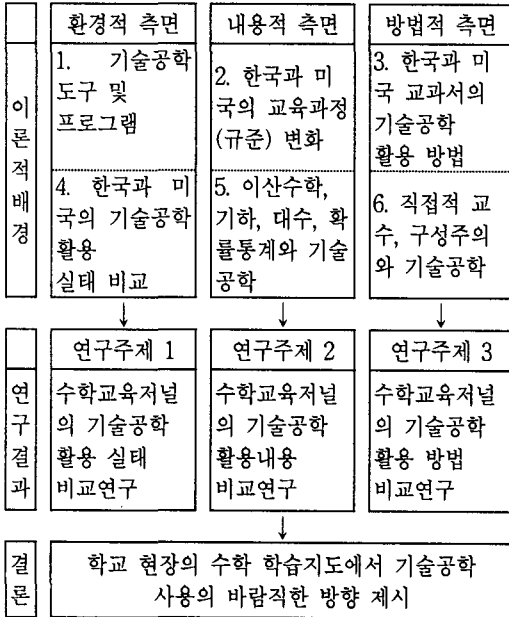 환경적 측면
내용적 측면
방법적 측면
이론적배경
1. 기술공학
도구 및
프로그램
2. 한국과 미
국의 교육과정
(규준) 변화
3. 한국과 미
국 교과서의
기술공학
활용 방법
4. 한국과 미
국의 기술공학
활용
실태 비교
5. 이산수학,
기하, 대수, 확
률통계와 기술
공학
6. 직접적 교
수, 구성주의
와 기술공학
↓ ↓ ↓
연구주제 1
연구주제 2
연구주제 3
연구결과
수학교육저널
의 기술공학
활용 실태
비교연구
수학교육저널
의 기술공학
활용내용
비교연구
수학교육저널
의 기술공학
활용 방법
비교연구
↓
결론
학교 현장의 수학 학습지도에서 기술공학
사용의 바람직한 방향 제시